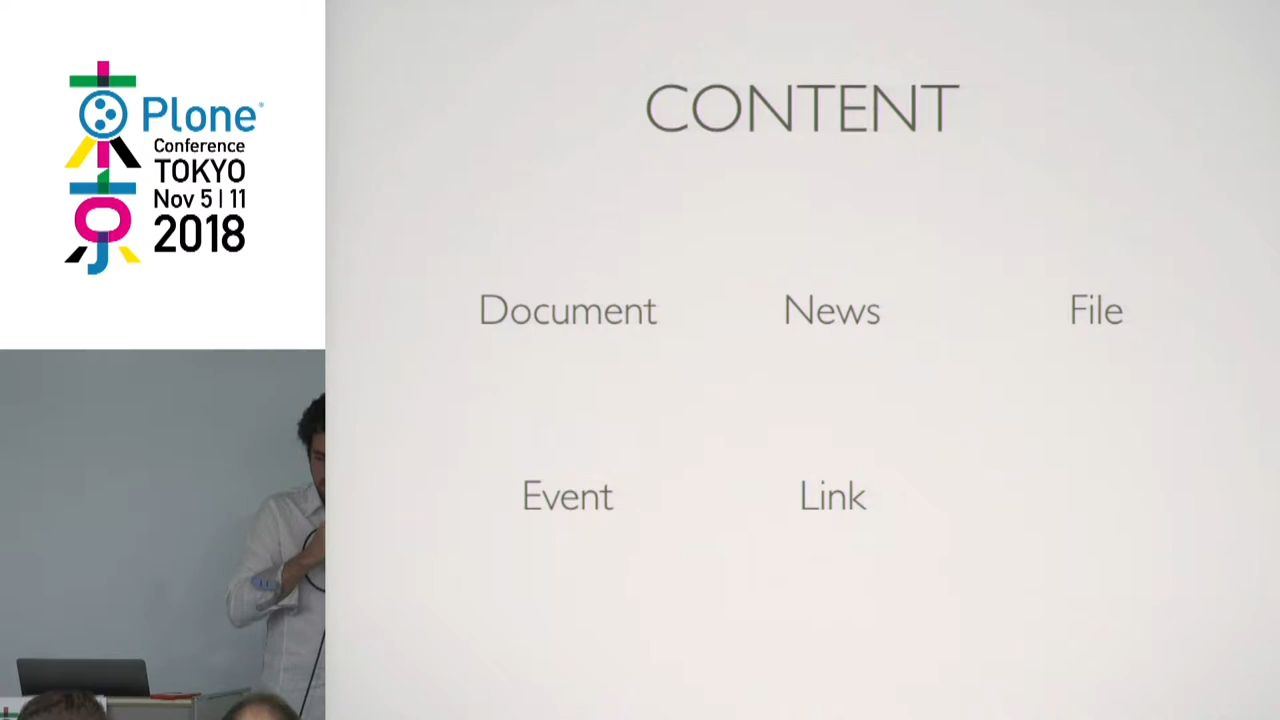 Plone®
Conference
TOKYO
Nov 5 | 11
2018
CONTENT
Document News File
Event Link